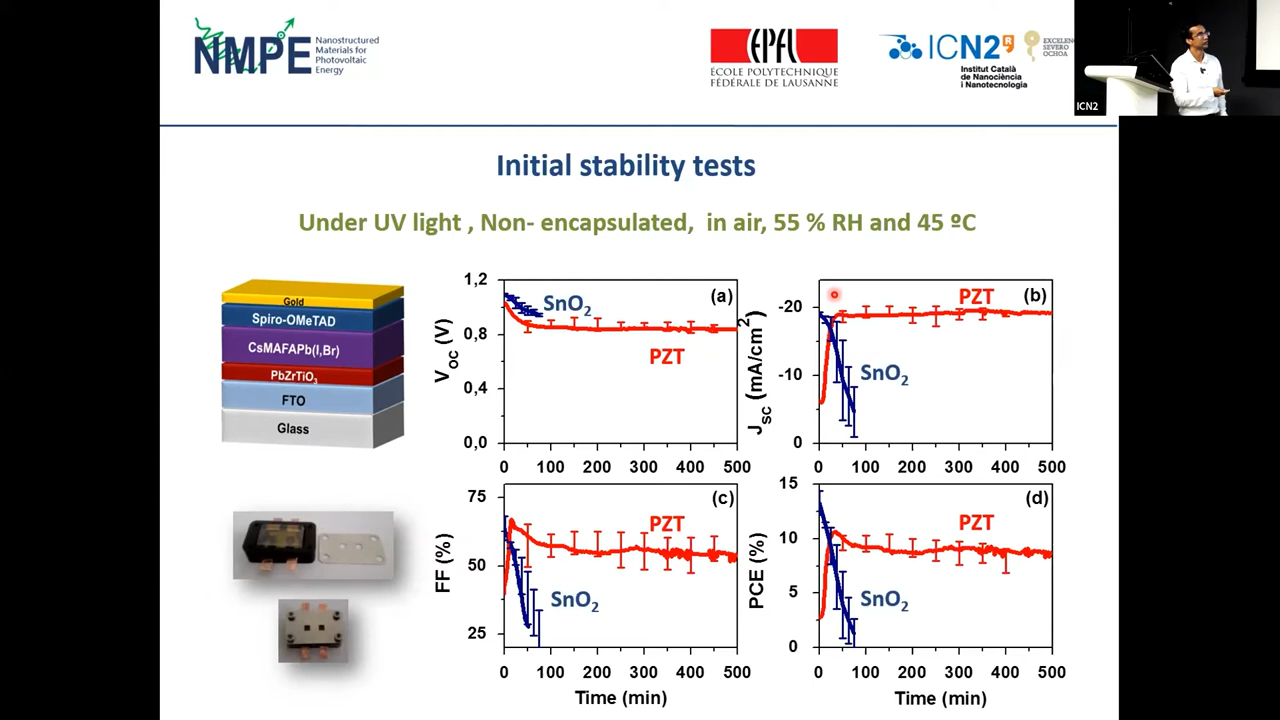 NMPE
Nanostructured
Materials for
Photovoltaic
Energy
EPFL
ÉCOLE POLYTECHNIQUE
FÉDÉRALE DE LAUSANNE
ICN2
Institut Català
de Nanociència
i Nanotecnologia
EXCELENC
SEVERO
OCHOA
ICN2
Initial stability tests
Under UV light , Non- encapsulated, in air, 55 % RH and 45 ºC
Gold
Spiro-OMeTAD
CsMAFAPb(I,Br)
PbZrTiO3
FTO
Glass
1,2
0,8
0,4
0,0
VOC (V)
SnO2
PZT
(a)
0 100 200 300 400 500
-20
-10
0
JSC (mA/cm2)
PZT
SnO2
(b)
0 100 200 300 400 500
75
50
25
FF (%)
PZT
SnO2
(c)
0 100 200 300 400 500
Time (min)
15
10
5
0
PCE (%)
PZT
SnO2
(d)
0 100 200 300 400 500
Time (min)